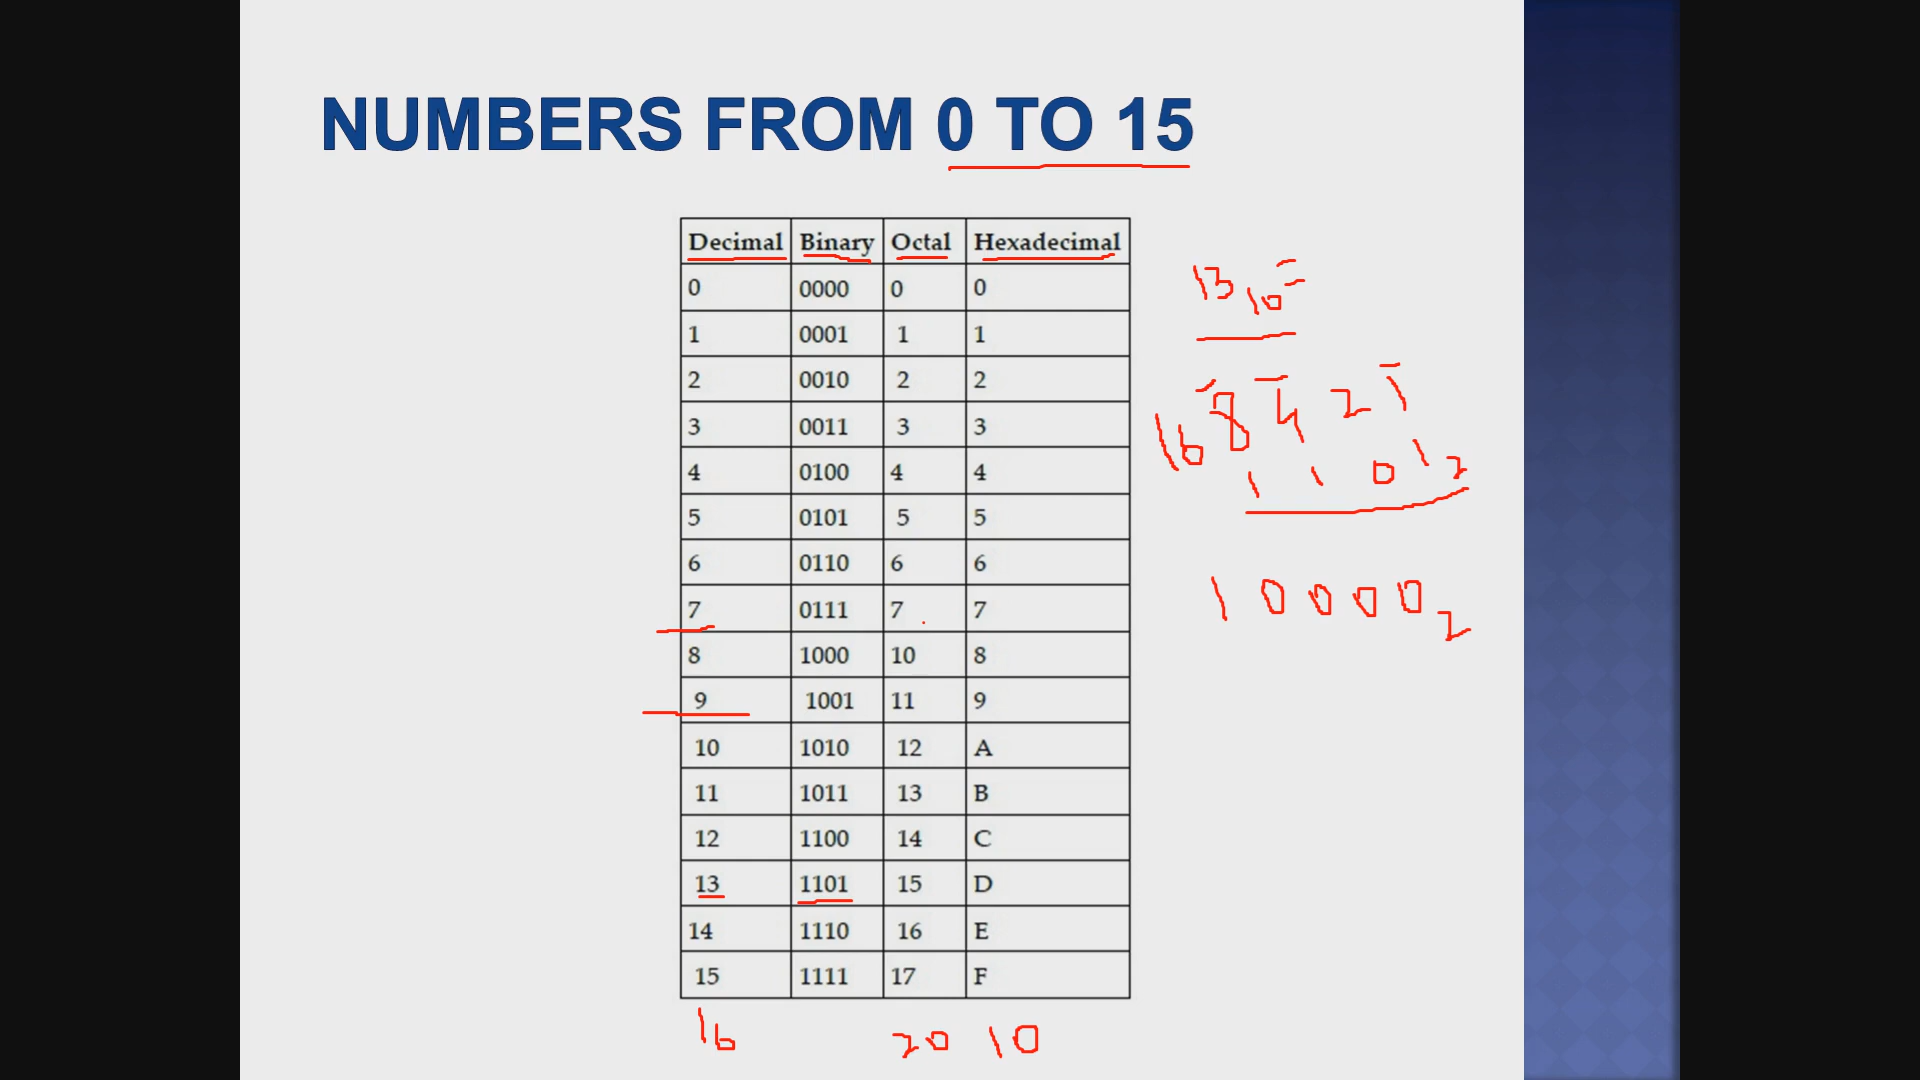 NUMBERS FROM 0 TO 15
Decimal Binary Octal Hexadecimal
0 0000 0 0
1 0001 1 1
2 0010 2 2
3 0011 3 3
4 0100 4 4
5 0101 5 5
6 0110 6 6
7 0111 7 7
8 1000 10 8
9 1001 11 9
10 1010 12 A
11 1011 13 B
12 1100 14 C
13 1101 15 D
14 1110 16 E
15 1111 17 F
16 20 10
13 10 =
16 8 4 2 1
1 1 0 1 2
1 0 0 0 0 2